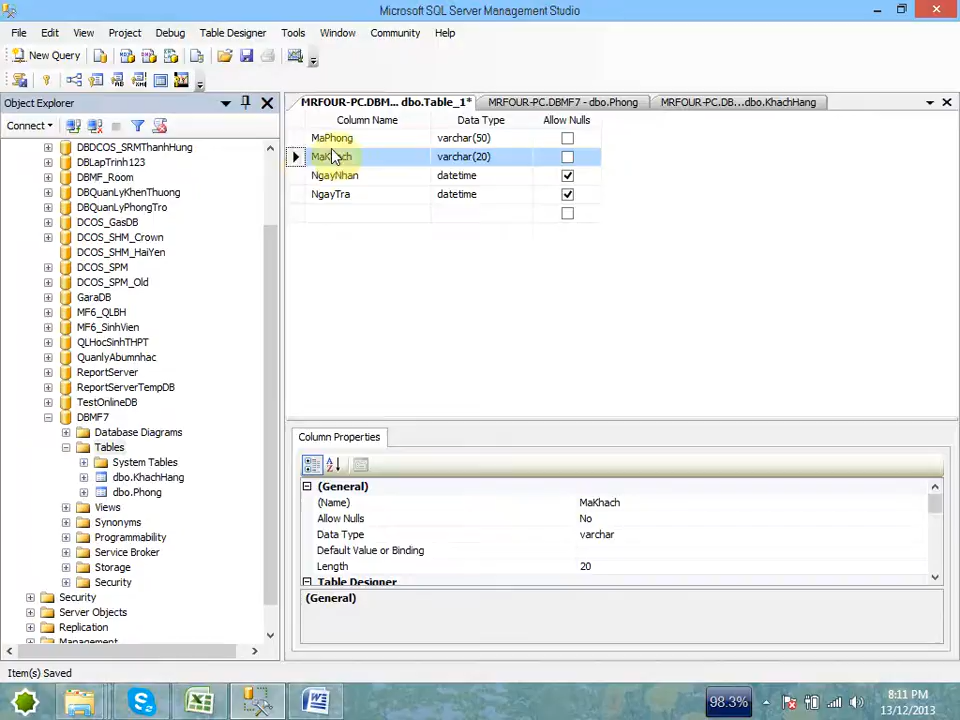 Microsoft SQL Server Management Studio
File Edit View Project Debug Table Designer Tools Window Community Help
New Query
Object Explorer
Connect
DBDCOS_SRMThanhHung
DBLapTrinh123
DBMF_Room
DBQuanLyKhenThuong
DBQuanLyPhongTro
DCOS_GasDB
DCOS_SHM_Crown
DCOS_SHM_HaiYen
DCOS_SPM
DCOS_SPM_Old
GaraDB
MF6_QLBH
MF6_SinhVien
QLHocSinhTHPT
QuanlyAbumnhac
ReportServer
ReportServerTempDB
TestOnlineDB
DBMF7
Database Diagrams
Tables
System Tables
dbo.KhachHang
dbo.Phong
Views
Synonyms
Programmability
Service Broker
Storage
Security
Security
Server Objects
Replication
Management
MRFOUR-PC.DBM... dbo.Table_1* MRFOUR-PC.DBMF7 - dbo.Phong MRFOUR-PC.DB...dbo.KhachHang
Column Name Data Type Allow Nulls
MaPhong varchar(50)
MaKhach varchar(20)
NgayNhan datetime
NgayTra datetime
Column Properties
(General)
(Name) MaKhach
Allow Nulls No
Data Type varchar
Default Value or Binding
Length 20
Table Designer
(General)
Item(s) Saved
98.3%
8:11 PM
13/12/2013